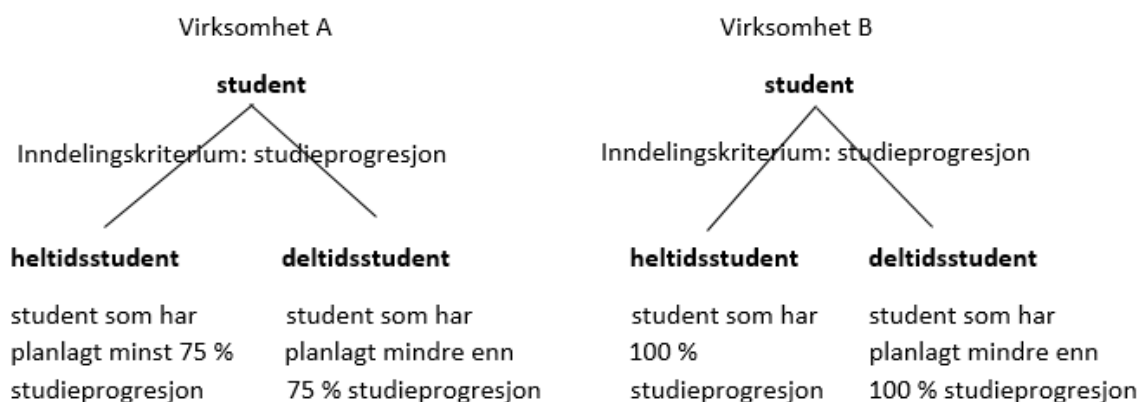 Virksomhet A
student
Inndelingskriterium: studieprogresjon
heltidsstudent
student som har
planlagt minst 75 %
studieprogresjon
deltidsstudent
student som har
planlagt mindre enn
75 % studieprogresjon
Virksomhet B
student
Inndelingskriterium: studieprogresjon
heltidsstudent
student som har
100 %
studieprogresjon
deltidsstudent
student som har
planlagt mindre enn
100 % studieprogresjon